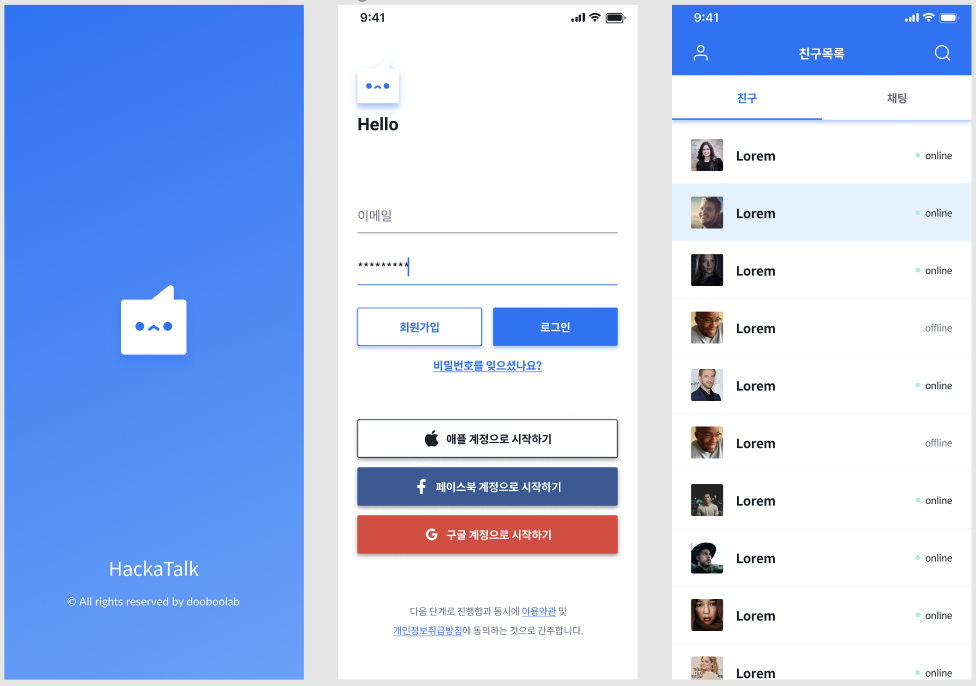 HackaTalk
© All rights reserved by dooboolab
9:41
Hello
이메일
*********
회원가입
로그인
비밀번호를 잊으셨나요?
애플 계정으로 시작하기
페이스북 계정으로 시작하기
G 구글 계정으로 시작하기
다음 단계로 진행함과 동시에 이용약관 및
개인정보취급방침에 동의하는 것으로 간주합니다.
9:41
친구목록
친구
채팅
Lorem online
Lorem online
Lorem online
Lorem offline
Lorem online
Lorem offline
Lorem online
Lorem online
Lorem online
Lorem online